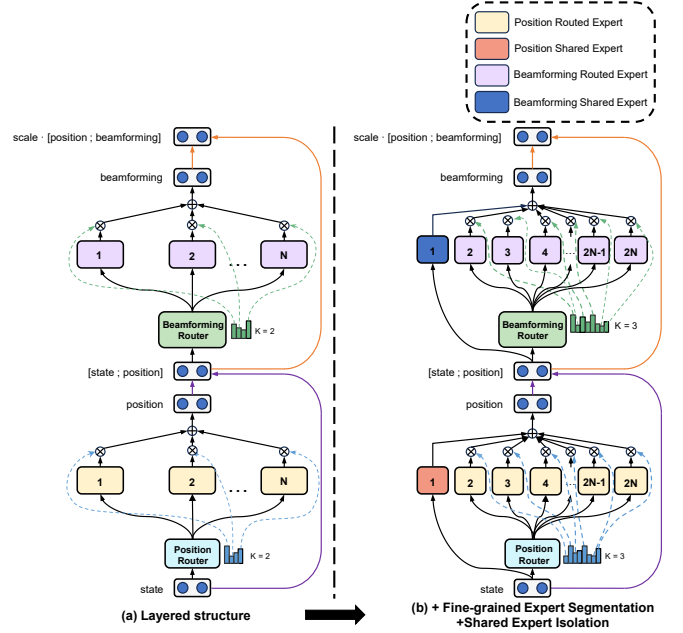 Position Routed Expert
Position Shared Expert
Beamforming Routed Expert
Beamforming Shared Expert
scale · [position ; beamforming]
beamforming
1
2
...
N
K = 2
Beamforming
Router
[state ; position]
position
1
2
...
N
K = 2
Position
Router
state
(a) Layered structure
scale · [position ; beamforming]
beamforming
1
2
3
4
...
2N-1
2N
K = 3
Beamforming
Router
[state ; position]
position
1
2
3
4
...
2N-1
2N
K = 3
Position
Router
state
(b) + Fine-grained Expert Segmentation
+Shared Expert Isolation